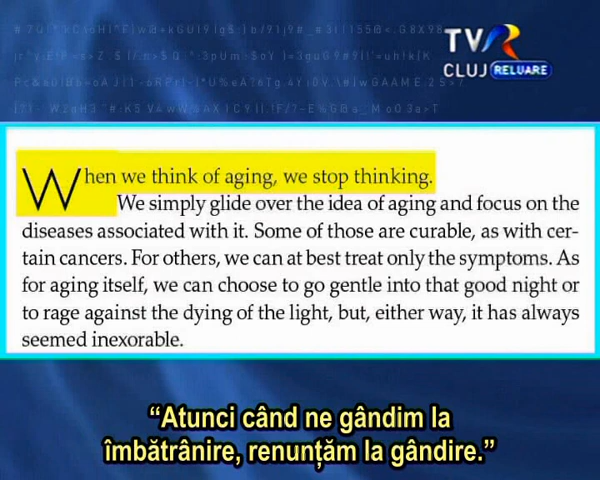 TVR
CLUJ RELUARE
When we think of aging, we stop thinking.
We simply glide over the idea of aging and focus on the
diseases associated with it. Some of those are curable, as with cer-
tain cancers. For others, we can at best treat only the symptoms. As
for aging itself, we can choose to go gentle into that good night or
to rage against the dying of the light, but, either way, it has always
seemed inexorable.
“Atunci când ne gândim la
îmbătrânire, renunțăm la gândire.”